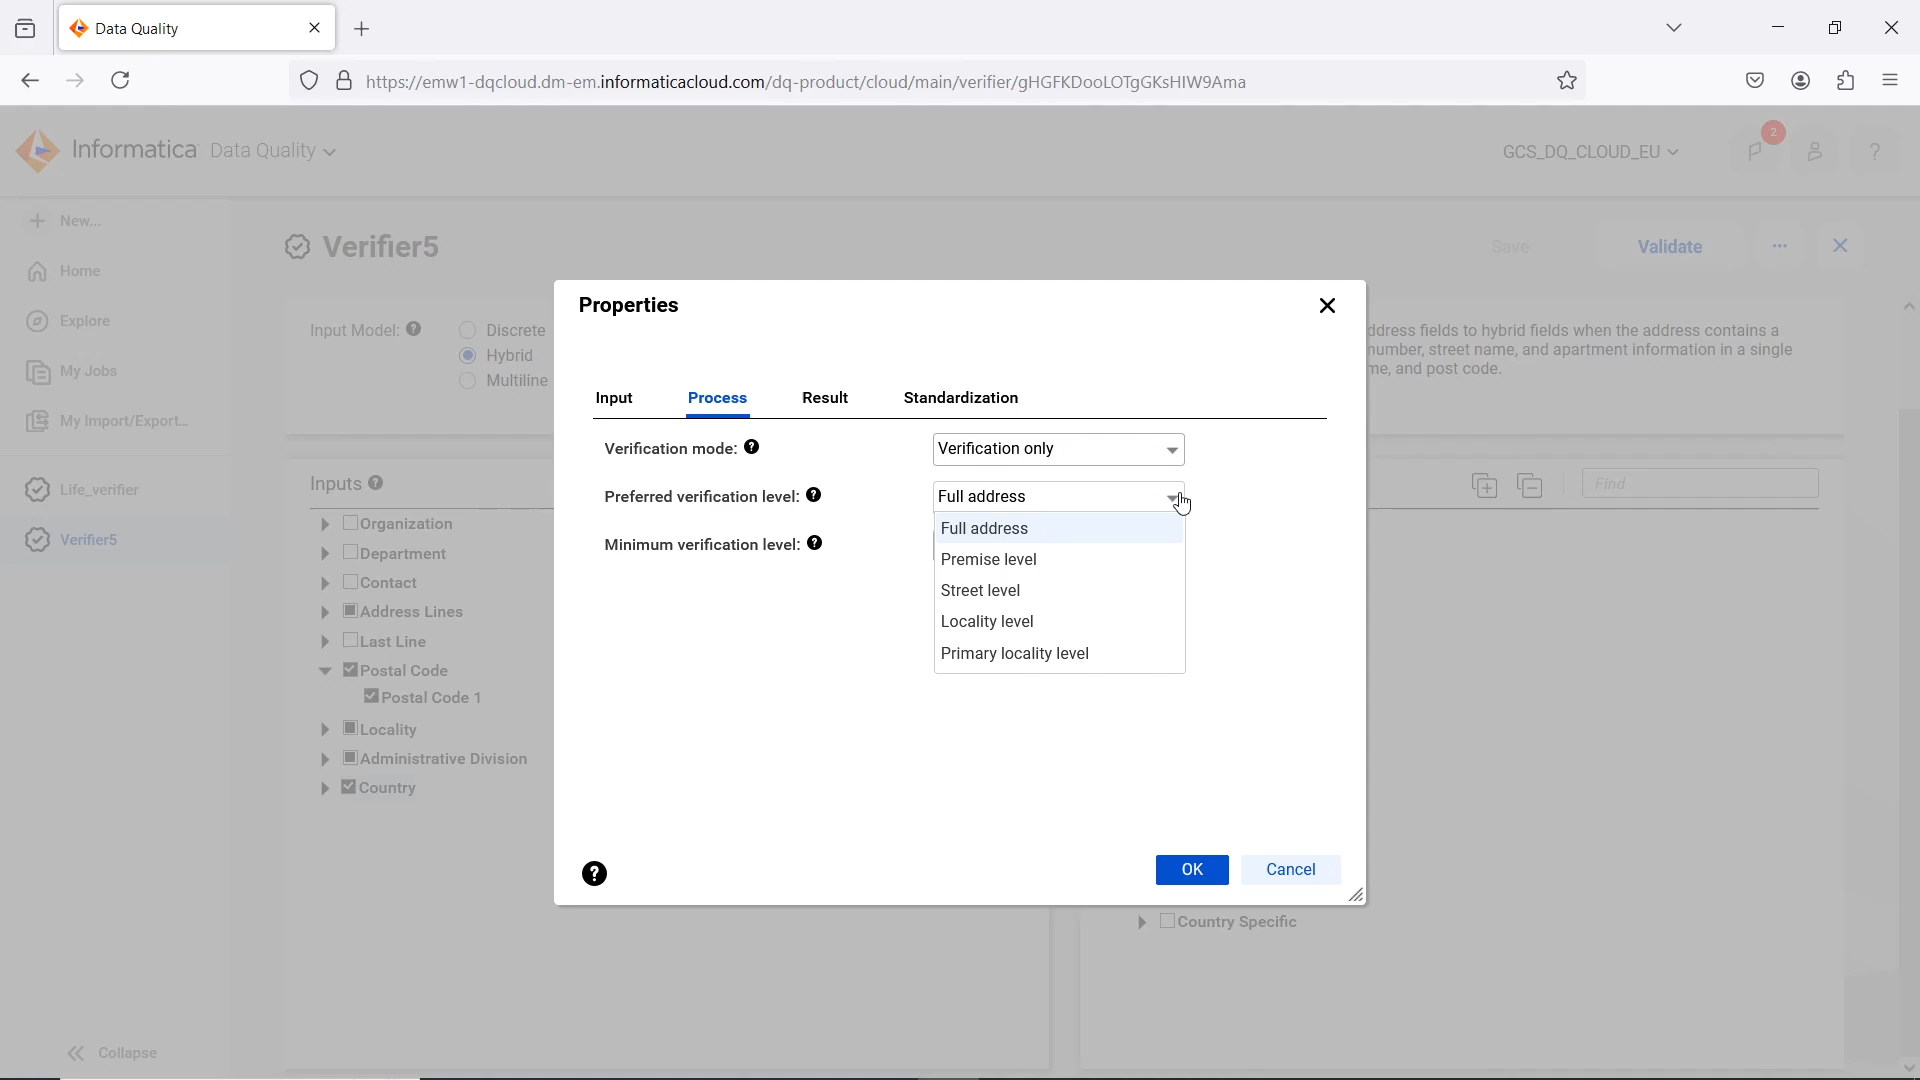 Data Quality
https://emw1-dqcloud.dm-em.informaticacloud.com/dq-product/cloud/main/verifier/gHGFKDooLOTgGKsHIW9Ama
Informatica Data Quality
GCS_DQ_CLOUD_EU
2
?
New...
Home
Explore
My Jobs
My Import/Export...
Life_verifier
Verifier5
Collapse
Verifier5
Save
Validate
Input Model: ?
Discrete
Hybrid
Multiline
ddress fields to hybrid fields when the address contains a
number, street name, and apartment information in a single
me, and post code.
Inputs ?
Find
Organization
Department
Contact
Address Lines
Last Line
Postal Code
Postal Code 1
Locality
Administrative Division
Country
Country Specific
Properties
Input
Process
Result
Standardization
Verification mode: ?
Verification only
Preferred verification level: ?
Full address
Full address
Premise level
Street level
Locality level
Primary locality level
Minimum verification level: ?
?
OK
Cancel